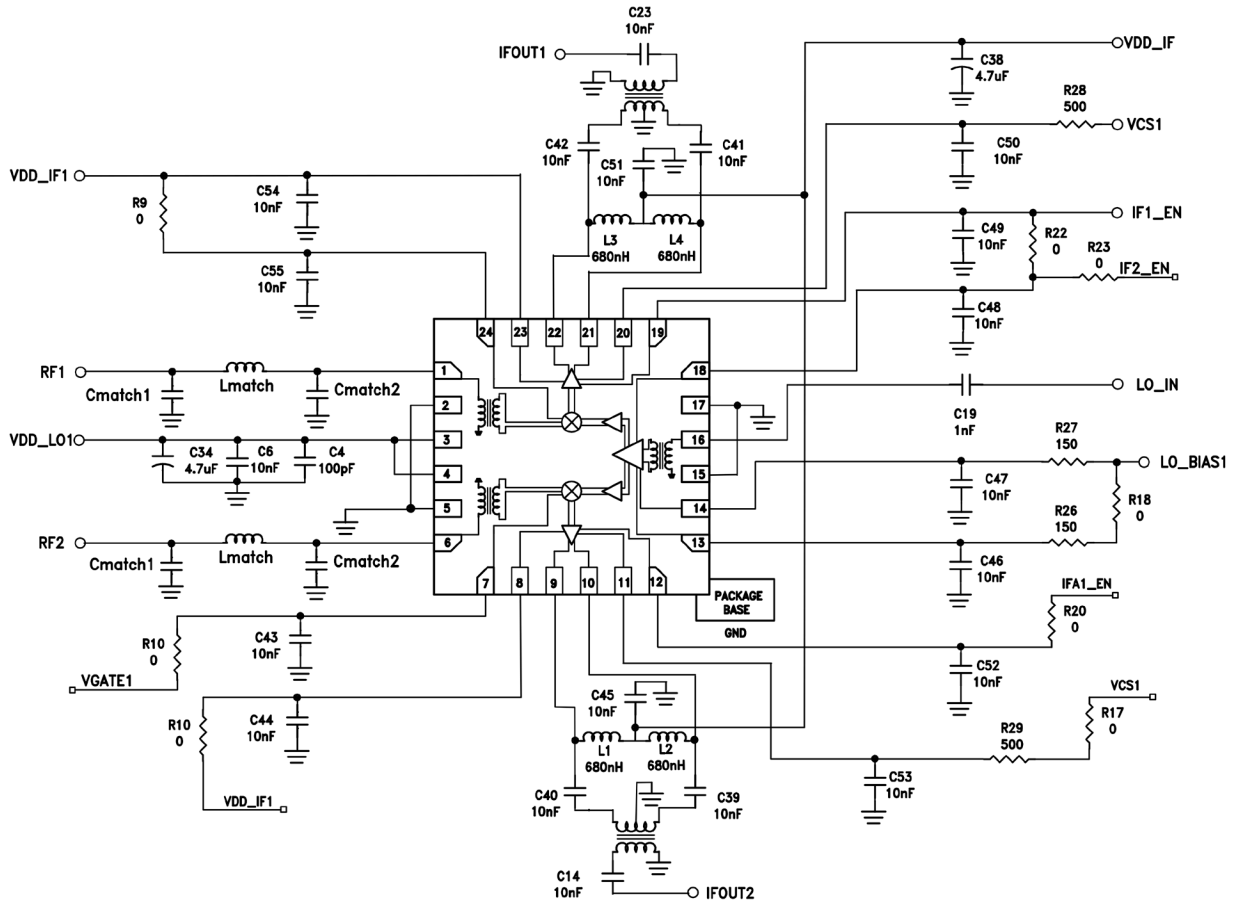 C23
10nF
IFOUT1
VDD_IF
C38
4.7uF
R28
500
VCS1
C42
10nF
C51
10nF
C41
10nF
C50
10nF
VDD_IF1
R9
0
C54
10nF
L3
680nH
L4
680nH
IF1_EN
C49
10nF
R22
0
R23
0
IF2_EN
C55
10nF
C48
10nF
24
23
22
21
20
19
RF1
Cmatch1
Lmatch
Cmatch2
1
18
LO_IN
C19
1nF
2
17
VDD_LO1
C34
4.7uF
C6
10nF
C4
100pF
3
16
R27
150
LO_BIAS1
4
15
C47
10nF
R18
0
5
14
R26
150
RF2
Cmatch1
Lmatch
Cmatch2
6
13
C46
10nF
7
8
9
10
11
12
PACKAGE
BASE
GND
IFA1_EN
R20
0
R10
0
C43
10nF
VGATE1
C52
10nF
R10
0
C44
10nF
C45
10nF
VCS1
R17
0
R29
500
L1
680nH
L2
680nH
VDD_IF1
C40
10nF
C39
10nF
C53
10nF
C14
10nF
IFOUT2